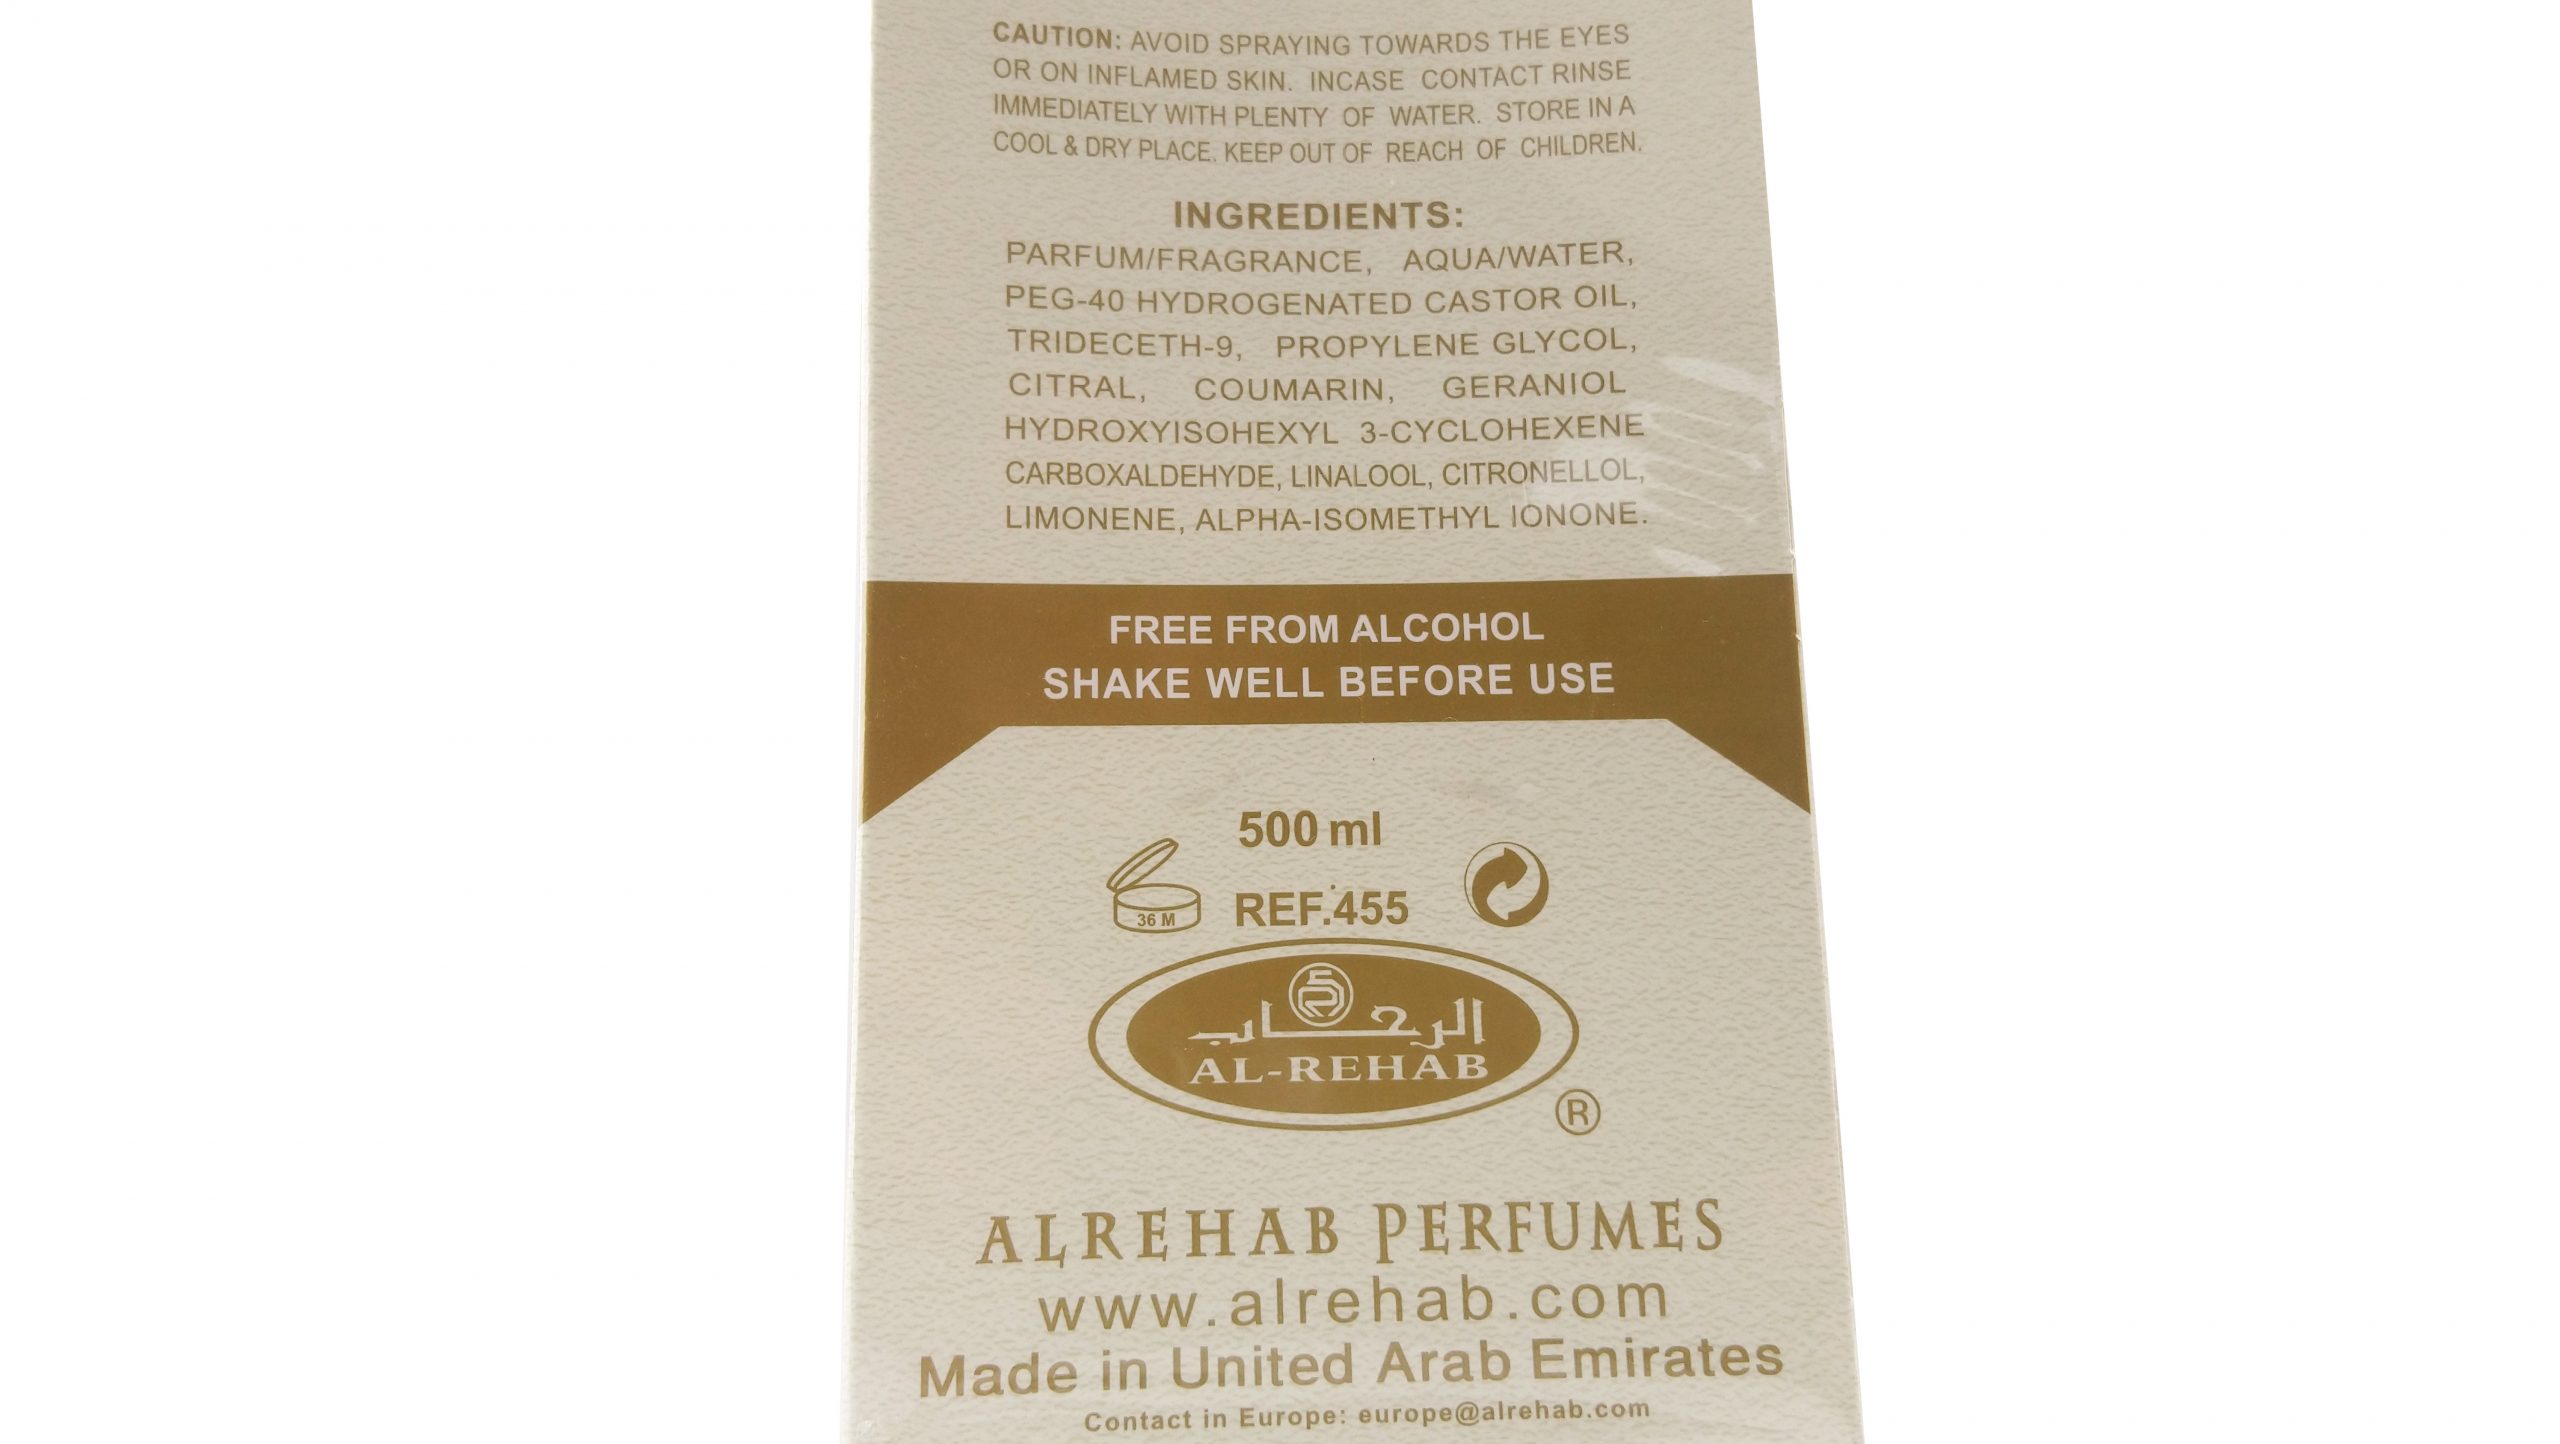 CAUTION: AVOID SPRAYING TOWARDS THE EYES
OR ON INFLAMED SKIN. INCASE CONTACT RINSE
IMMEDIATELY WITH PLENTY OF WATER. STORE IN A
COOL & DRY PLACE. KEEP OUT OF REACH OF CHILDREN.
INGREDIENTS:
PARFUM/FRAGRANCE, AQUA/WATER,
PEG-40 HYDROGENATED CASTOR OIL,
TRIDECETH-9, PROPYLENE GLYCOL,
CITRAL, COUMARIN, GERANIOL
HYDROXYISOHEXYL 3-CYCLOHEXENE
CARBOXALDEHYDE, LINALOOL, CITRONELLOL,
LIMONENE, ALPHA-ISOMETHYL IONONE.
FREE FROM ALCOHOL
SHAKE WELL BEFORE USE
500 ml
36 M
REF.455
الرحاب
AL-REHAB
®
ALREHAB PERFUMES
www.alrehab.com
Made in United Arab Emirates
Contact in Europe: europe@alrehab.com